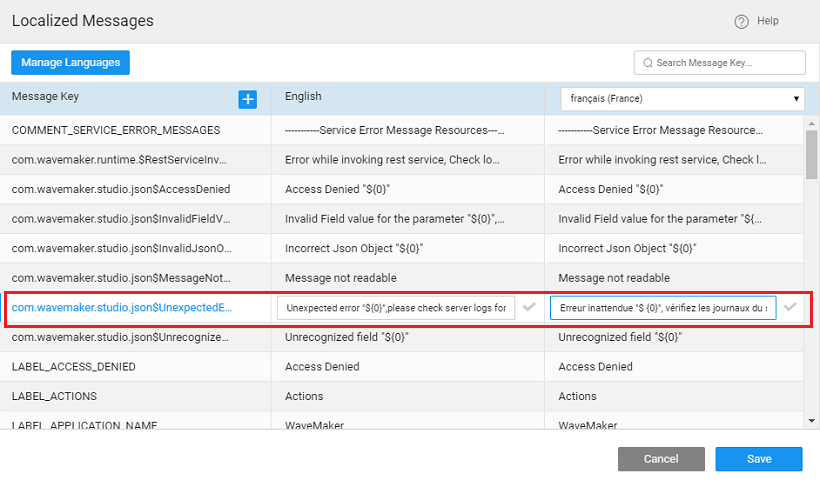 Localized Messages
Help
Manage Languages
Search Message Key...
Message Key English français (France)
COMMENT_SERVICE_ERROR_MESSAGES -----------Service Error Message Resources---... -----------Service Error Message Resource...
com.wavemaker.runtime.$RestServiceInv... Error while invoking rest service, Check lo... Error while invoking rest service, Check l...
com.wavemaker.studio.json$AccessDenied Access Denied "${0}" Access Denied "${0}"
com.wavemaker.studio.json$InvalidFieldV... Invalid Field value for the parameter "${0}",... Invalid Field value for the parameter "${...
com.wavemaker.studio.json$InvalidJsonO... Incorrect Json Object "${0}" Incorrect Json Object "${0}"
com.wavemaker.studio.json$MessageNot... Message not readable Message not readable
com.wavemaker.studio.json$UnexpectedE... Unexpected error "${0}",please check server logs for Erreur inattendue "$ {0}", vérifiez les journaux du
com.wavemaker.studio.json$Unrecognize... Unrecognized field "${0}" Unrecognized field "${0}"
LABEL_ACCESS_DENIED Access Denied Access Denied
LABEL_ACTIONS Actions Actions
LABEL_APPLICATION_NAME WaveMaker WaveMaker
Cancel Save